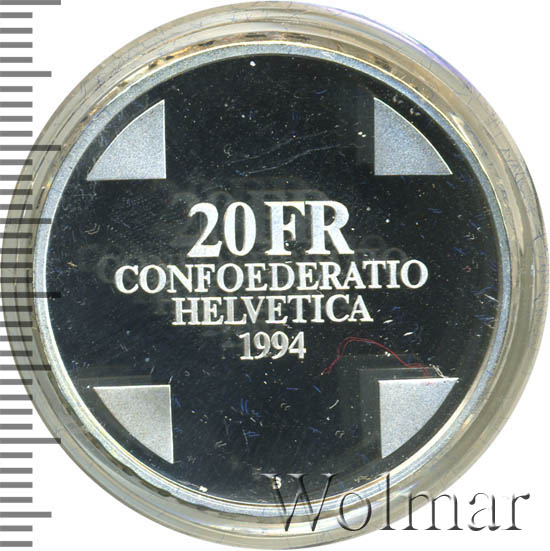 20 FR
CONFOEDERATIO
HELVETICA
1994
B
Wolmar